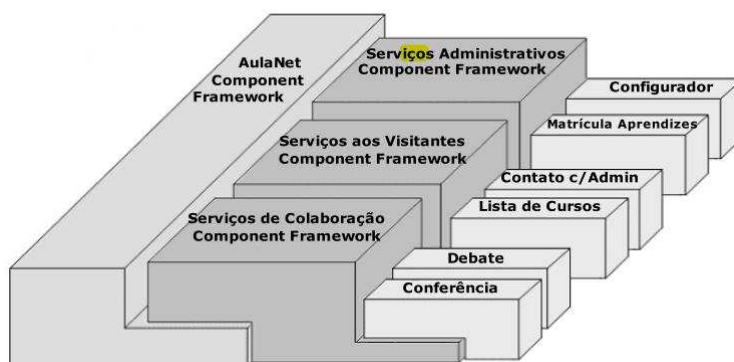 AulaNet
Component
Framework
Serviços Administrativos
Component Framework
Configurador
Matrícula Aprendizes
Serviços aos Visitantes
Component Framework
Contato c/Admin
Lista de Cursos
Serviços de Colaboração
Component Framework
Debate
Conferência